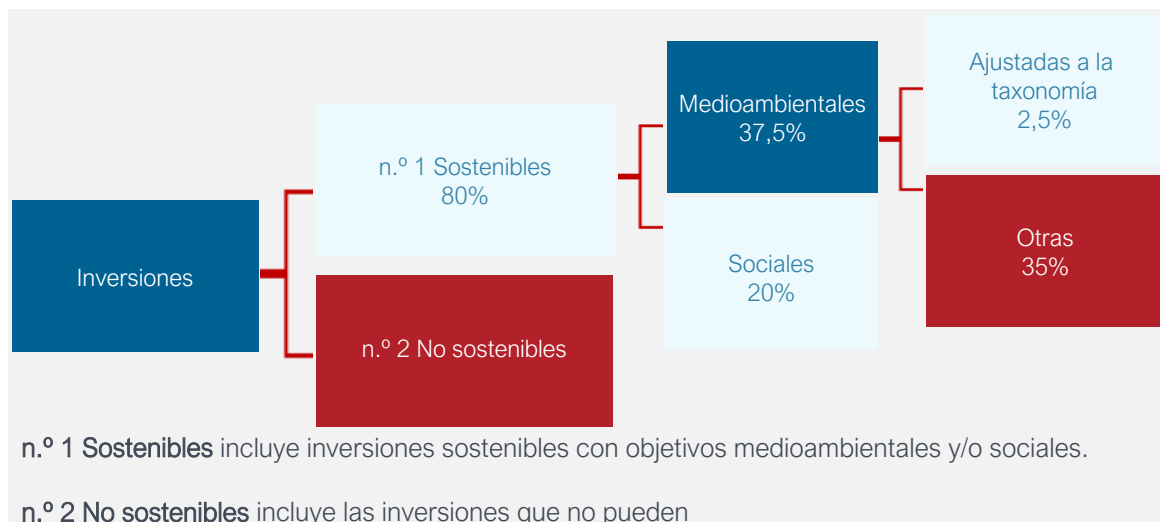 Inversiones
n.º 1 Sostenibles
80%
n.º 2 No sostenibles
Medioambientales
37,5%
Sociales
20%
Ajustadas a la
taxonomía
2,5%
Otras
35%
n.º 1 Sostenibles incluye inversiones sostenibles con objetivos medioambientales y/o sociales.
n.º 2 No sostenibles incluye las inversiones que no pueden